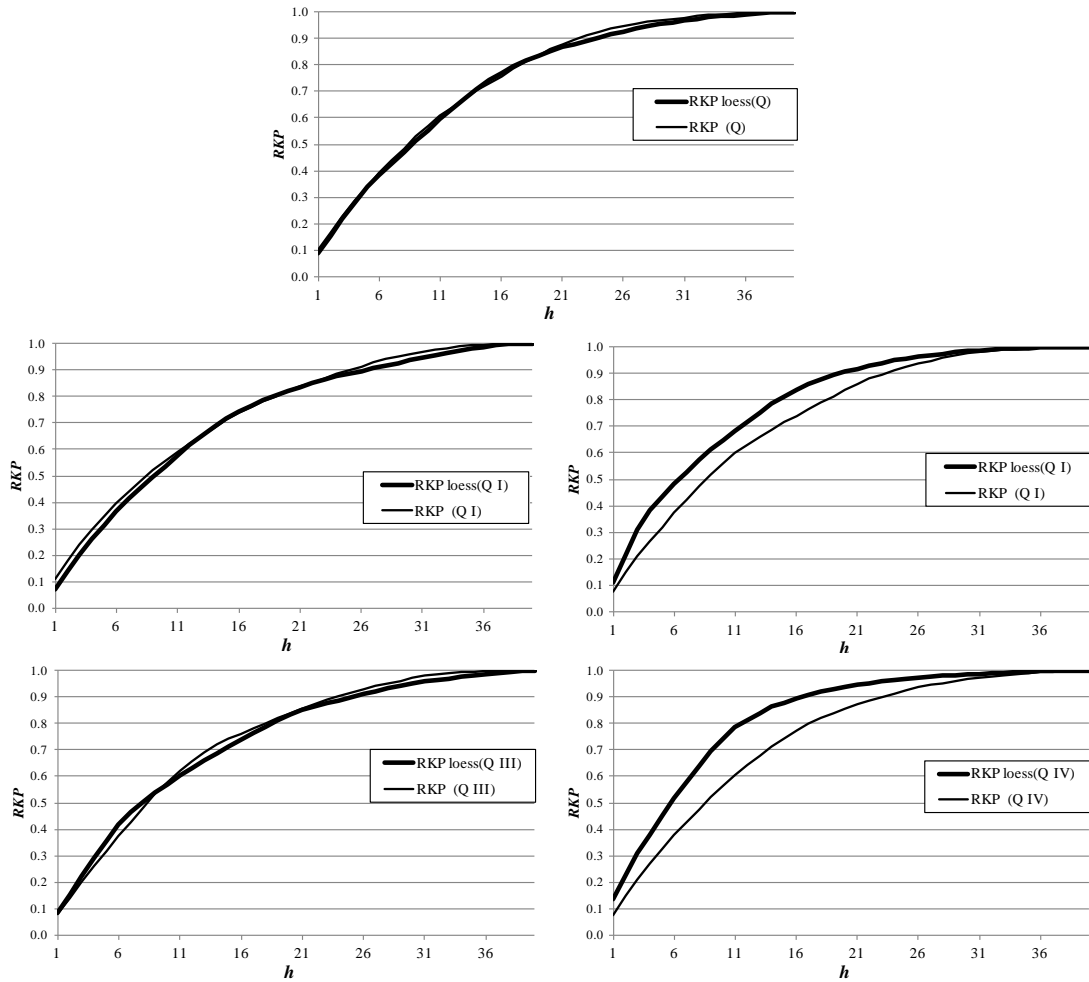 1.0
0.9
0.8
0.7
0.6
0.5
0.4
0.3
0.2
0.1
0.0
RKP
RKP loess(Q)
RKP (Q)
1 6 11 16 21 26 31 36
h
1.0
0.9
0.8
0.7
0.6
0.5
0.4
0.3
0.2
0.1
0.0
RKP
RKP loess(Q I)
RKP (Q I)
1 6 11 16 21 26 31 36
h
1.0
0.9
0.8
0.7
0.6
0.5
0.4
0.3
0.2
0.1
0.0
RKP
RKP loess(Q I)
RKP (Q I)
1 6 11 16 21 26 31 36
h
1.0
0.9
0.8
0.7
0.6
0.5
0.4
0.3
0.2
0.1
0.0
RKP
RKP loess(Q III)
RKP (Q III)
1 6 11 16 21 26 31 36
h
1.0
0.9
0.8
0.7
0.6
0.5
0.4
0.3
0.2
0.1
0.0
RKP
RKP loess(Q IV)
RKP (Q IV)
1 6 11 16 21 26 31 36
h